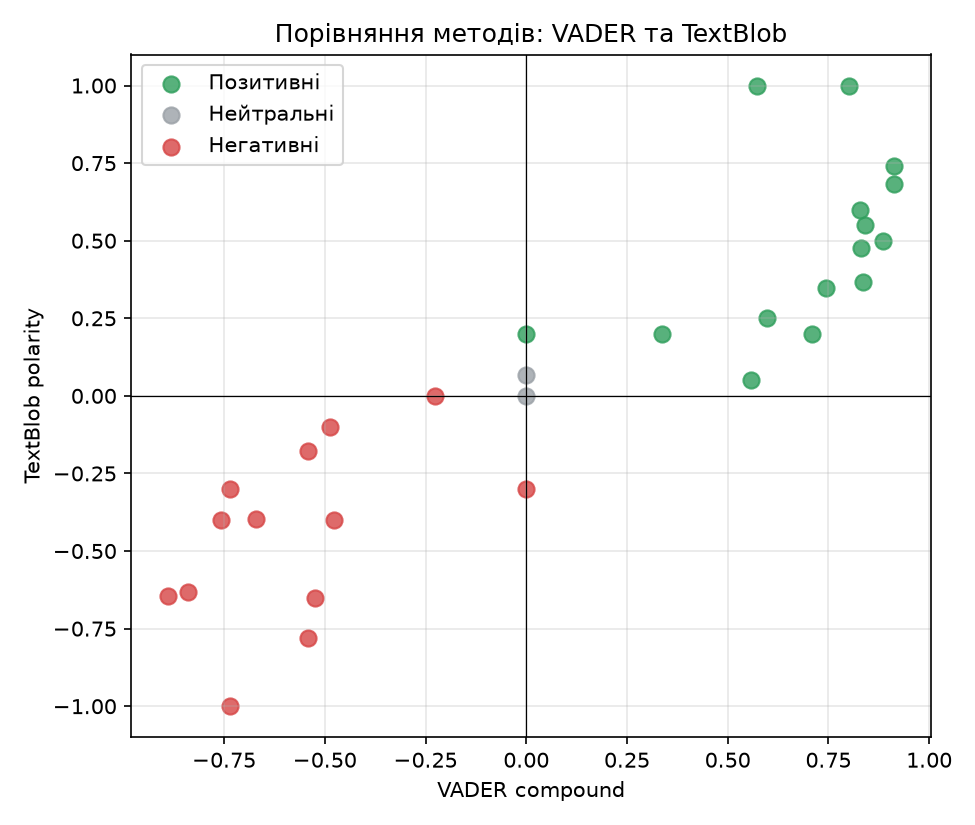 Порівняння методів: VADER та TextBlob
Позитивні
Нейтральні
Негативні
TextBlob polarity
1.00
0.75
0.50
0.25
0.00
−0.25
−0.50
−0.75
−1.00
−0.75 −0.50 −0.25 0.00 0.25 0.50 0.75 1.00
VADER compound